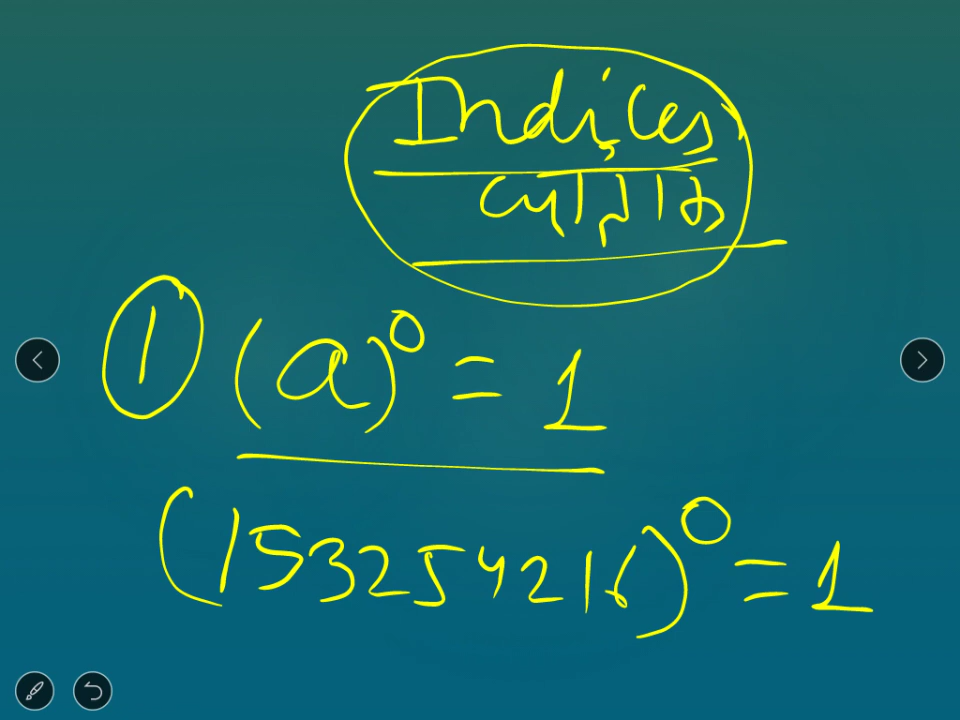 Indices
घातांक
① (a)⁰ = 1
(153254216)⁰ = 1